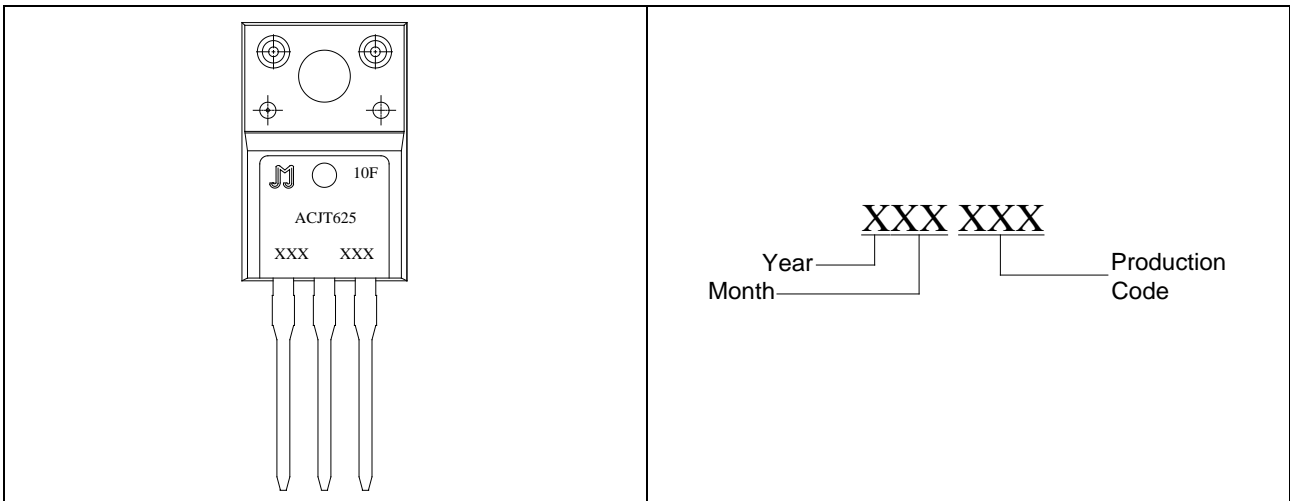 JJ 10F
ACJT625
XXX XXX
XXX XXX
Year
Month
Production
Code